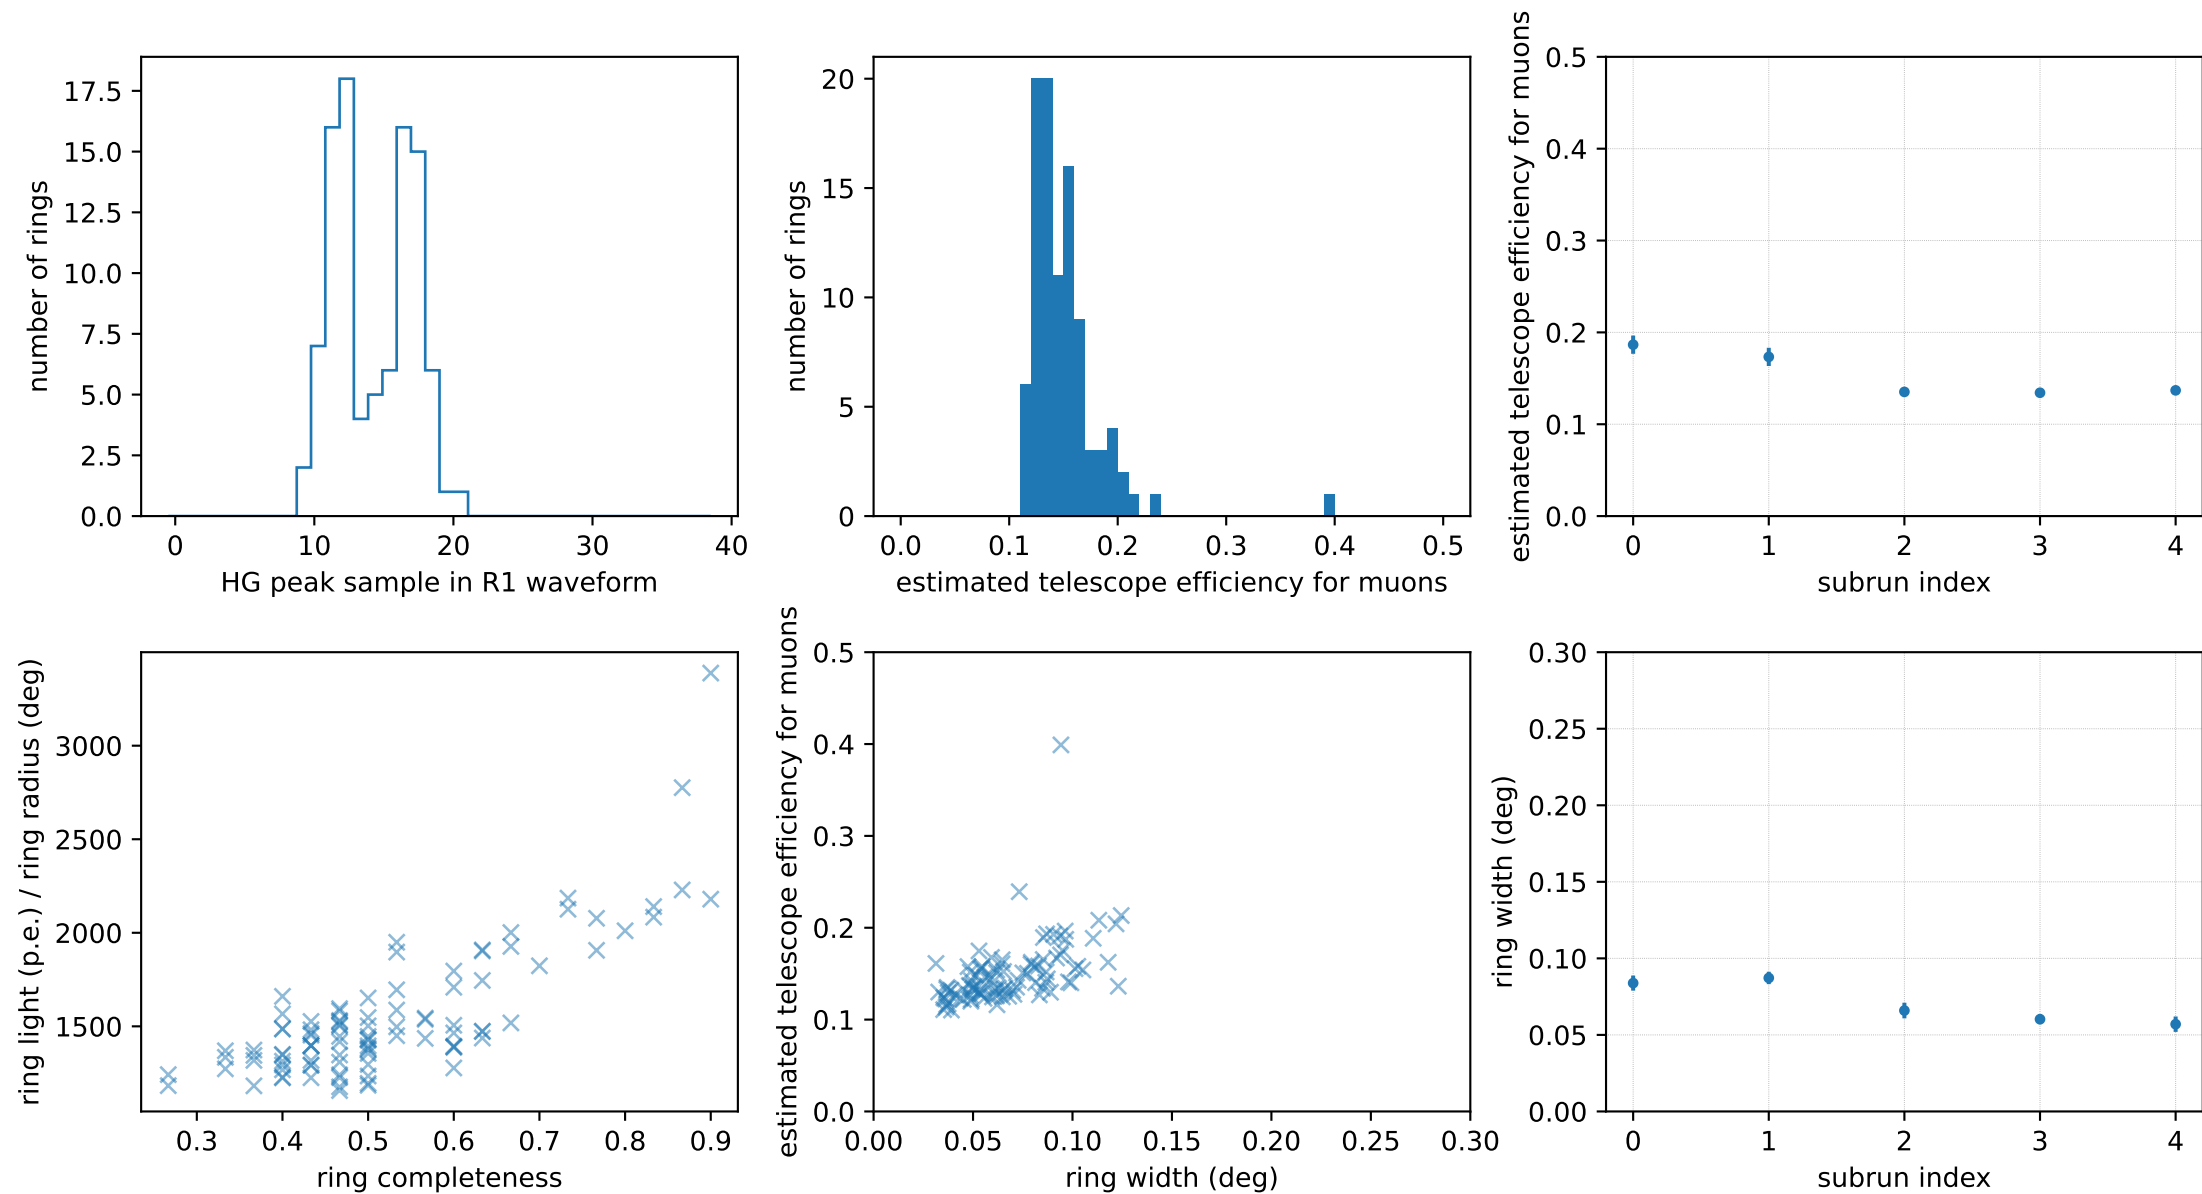 number of rings
17.5
15.0
12.5
10.0
7.5
5.0
2.5
0.0
0 10 20 30 40
HG peak sample in R1 waveform
number of rings
20
15
10
5
0
0.0 0.1 0.2 0.3 0.4 0.5
estimated telescope efficiency for muons
estimated telescope efficiency for muons
0.5
0.4
0.3
0.2
0.1
0.0
0 1 2 3 4
subrun index
ring light (p.e.) / ring radius (deg)
3000
2500
2000
1500
0.3 0.4 0.5 0.6 0.7 0.8 0.9
ring completeness
estimated telescope efficiency for muons
0.5
0.4
0.3
0.2
0.1
0.0
0.00 0.05 0.10 0.15 0.20 0.25 0.30
ring width (deg)
ring width (deg)
0.30
0.25
0.20
0.15
0.10
0.05
0.00
0 1 2 3 4
subrun index